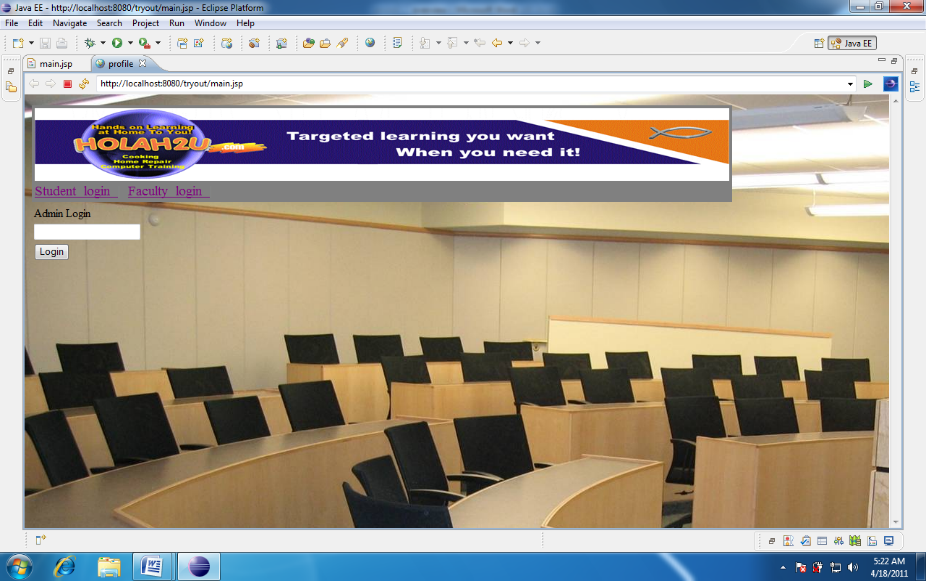 Java EE - http://localhost:8080/tryout/main.jsp - Eclipse Platform
File Edit Navigate Search Project Run Window Help
Java EE
main.jsp profile
http://localhost:8080/tryout/main.jsp
Hands on Learning
at Home To You!
HOLAH2U.com
Cooking
Home Repair
Computer Training
Targeted learning you want
When you need it!
Student login Faculty login
Admin Login
Login
5:22 AM
4/18/2011